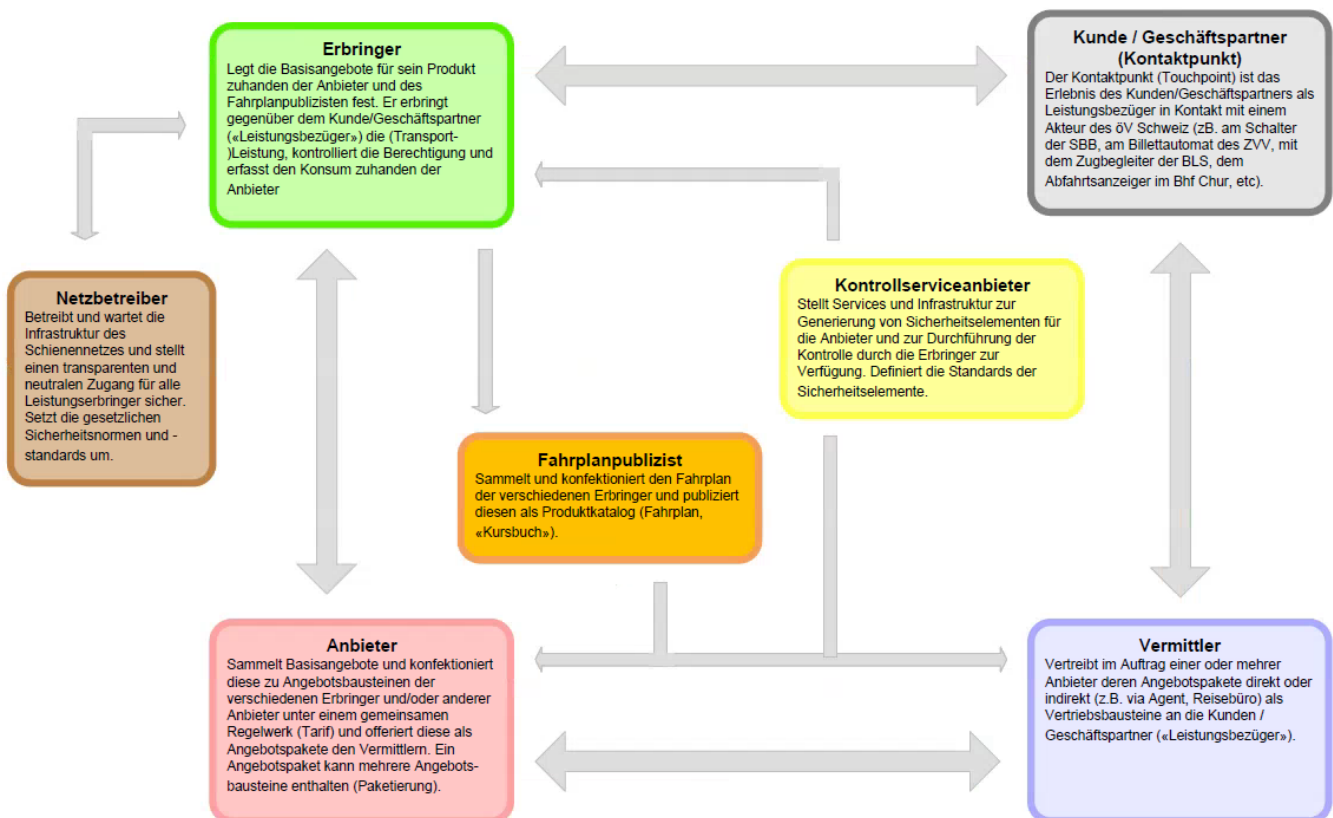 Erbringer
Legt die Basisangebote für sein Produkt
zuhanden der Anbieter und des
Fahrplanpublizisten fest. Er erbringt
gegenüber dem Kunde/Geschäftspartner
(«Leistungsbezüger») die (Transport-
)Leistung, kontrolliert die Berechtigung und
erfasst den Konsum zuhanden der
Anbieter
Kunde / Geschäftspartner
(Kontaktpunkt)
Der Kontaktpunkt (Touchpoint) ist das
Erlebnis des Kunden/Geschäftspartners als
Leistungsbezüger in Kontakt mit einem
Akteur des öV Schweiz (zB. am Schalter
der SBB, am Billettautomat des ZVV, mit
dem Zugbegleiter der BLS, dem
Abfahrtsanzeiger im Bhf Chur, etc).
Netzbetreiber
Betreibt und wartet die
Infrastruktur des
Schienennetzes und stellt
einen transparenten und
neutralen Zugang für alle
Leistungserbringer sicher.
Setzt die gesetzlichen
Sicherheitsnormen und -
standards um.
Kontrollserviceanbieter
Stellt Services und Infrastruktur zur
Generierung von Sicherheitselementen für
die Anbieter und zur Durchführung der
Kontrolle durch die Erbringer zur
Verfügung. Definiert die Standards der
Sicherheitselemente.
Fahrplanpublizist
Sammelt und konfektioniert den Fahrplan
der verschiedenen Erbringer und publiziert
diesen als Produktkatalog (Fahrplan,
«Kursbuch»).
Anbieter
Sammelt Basisangebote und konfektioniert
diese zu Angebotsbausteinen der
verschiedenen Erbringer und/oder anderer
Anbieter unter einem gemeinsamen
Regelwerk (Tarif) und offeriert diese als
Angebotspakete den Vermittlern. Ein
Angebotspaket kann mehrere Angebots-
bausteine enthalten (Paketierung).
Vermittler
Vertreibt im Auftrag einer oder mehrer
Anbieter deren Angebotspakete direkt oder
indirekt (z.B. via Agent, Reisebüro) als
Vertriebsbausteine an die Kunden /
Geschäftspartner («Leistungsbezüger»).